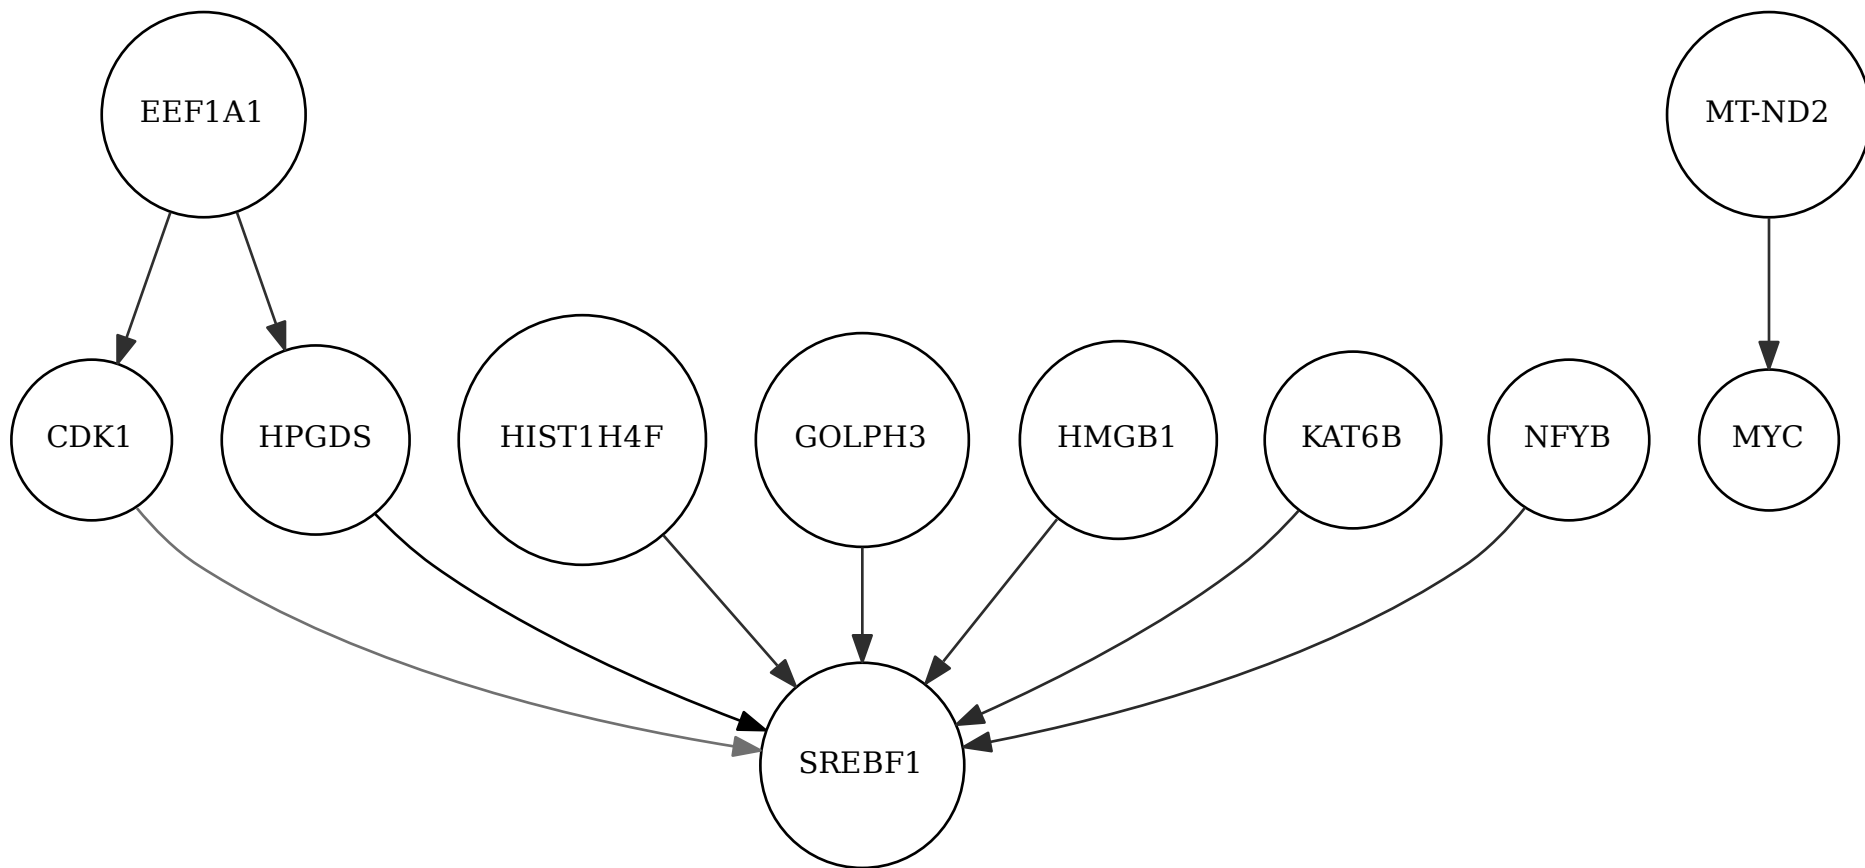 EEF1A1
MT-ND2
CDK1
HPGDS
HIST1H4F
GOLPH3
HMGB1
KAT6B
NFYB
MYC
SREBF1